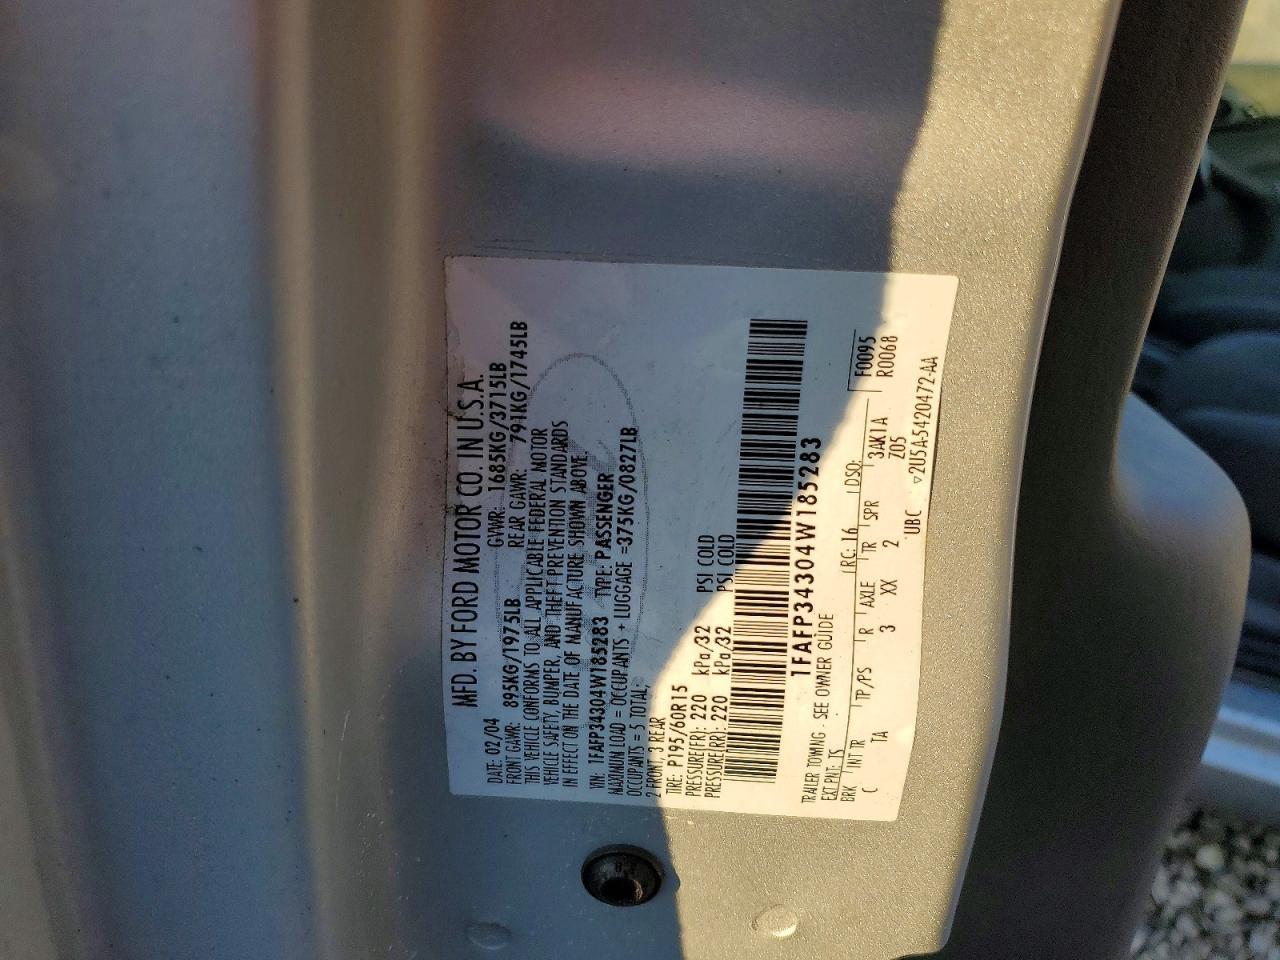 MFD. BY FORD MOTOR CO. IN U.S.A.
DATE: 02/04 GVWR: 1685KG/3715LB
FRONT GAWR: 895KG/1975LB REAR GAWR: 791KG/1745LB
THIS VEHICLE CONFORMS TO ALL APPLICABLE FEDERAL MOTOR
VEHICLE SAFETY, BUMPER, AND THEFT PREVENTION STANDARDS
IN EFFECT ON THE DATE OF MANUFACTURE SHOWN ABOVE.
VIN: 1FAFP34304W185283 TYPE: PASSENGER
MAXIMUM LOAD = OCCUPANTS + LUGGAGE =375KG/0827LB
OCCUPANTS = 5 TOTAL;
2 FRONT, 3 REAR
TIRE: P195/60R15
PRESSURE(FR): 220 kPa/32 PSI COLD
PRESSURE(RR): 220 kPa/32 PSI COLD
1FAFP34304W185283
TRAILER TOWING - SEE OWNER GUIDE
F0095
EXT PNT: TS RC: 16 DSO: R0068
BRK INT TR TP/PS R AXLE TR SPR 3AK1A
C TA 3 XX 2 Z05
UBC ▽2U5A-5420472-AA